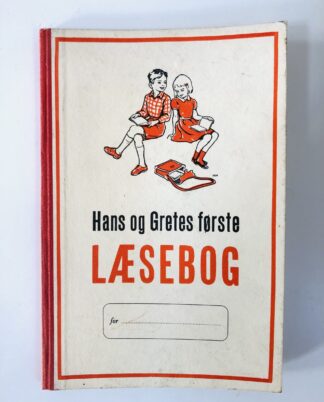 Hans og Gretes første
LÆSEBOG
for